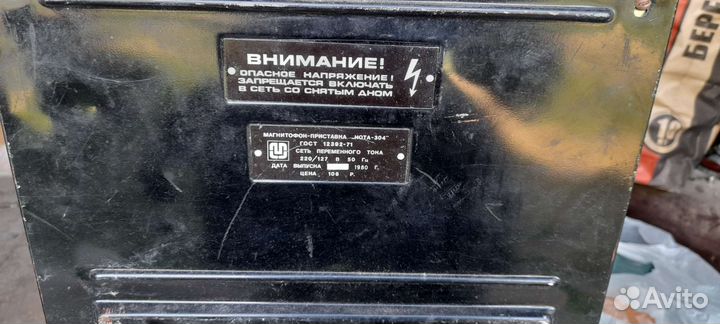 ВНИМАНИЕ!
ОПАСНОЕ НАПРЯЖЕНИЕ!
ЗАПРЕЩАЕТСЯ ВКЛЮЧАТЬ
В СЕТЬ СО СНЯТЫМ ДНОМ
МАГНИТОФОН-ПРИСТАВКА „НОТА-304"
ГОСТ 12392-71
СЕТЬ ПЕРЕМЕННОГО ТОКА
220/127 В 50 Гц
ДАТА ВЫПУСКА 1980 Г.
ЦЕНА 108 Р.
БЕРЕ
Avito